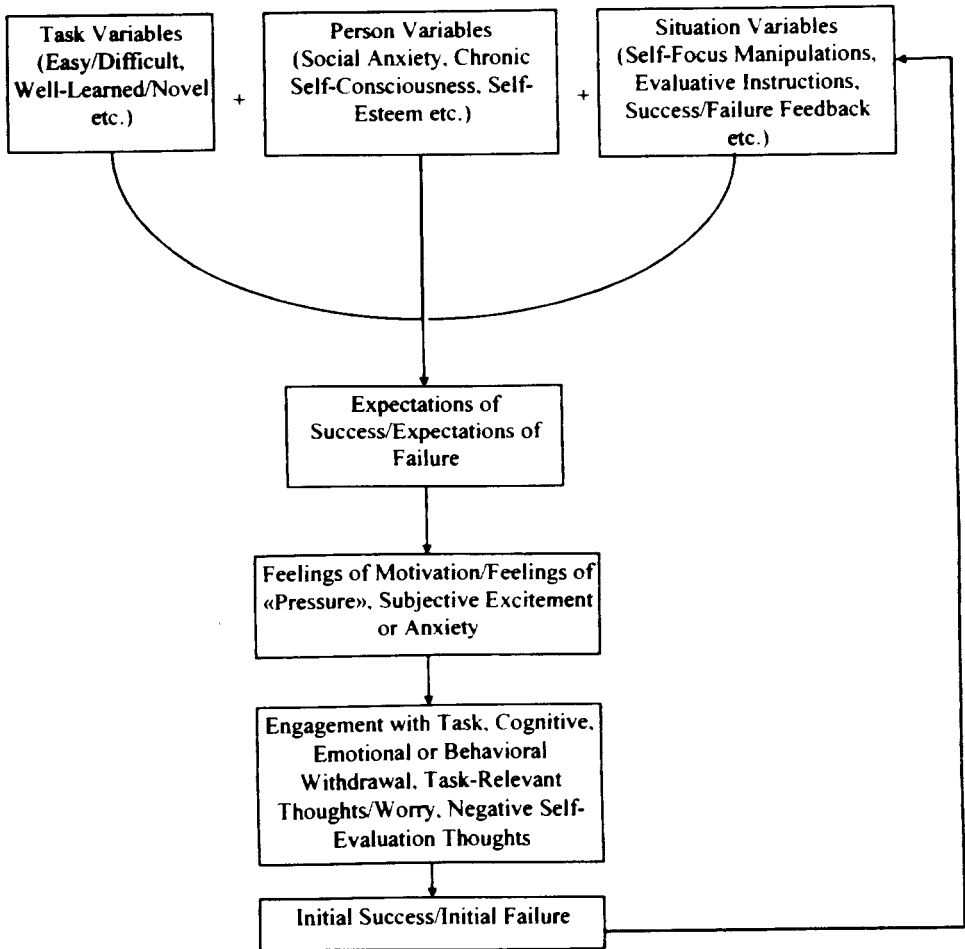 Task Variables
(Easy/Difficult,
Well-Learned/Novel
etc.)
+
Person Variables
(Social Anxiety, Chronic
Self-Consciousness, Self-
Esteem etc.)
+
Situation Variables
(Self-Focus Manipulations,
Evaluative Instructions,
Success/Failure Feedback
etc.)
Expectations of
Success/Expectations of
Failure
Feelings of Motivation/Feelings of
«Pressure», Subjective Excitement
or Anxiety
Engagement with Task, Cognitive,
Emotional or Behavioral
Withdrawal, Task-Relevant
Thoughts/Worry, Negative Self-
Evaluation Thoughts
Initial Success/Initial Failure